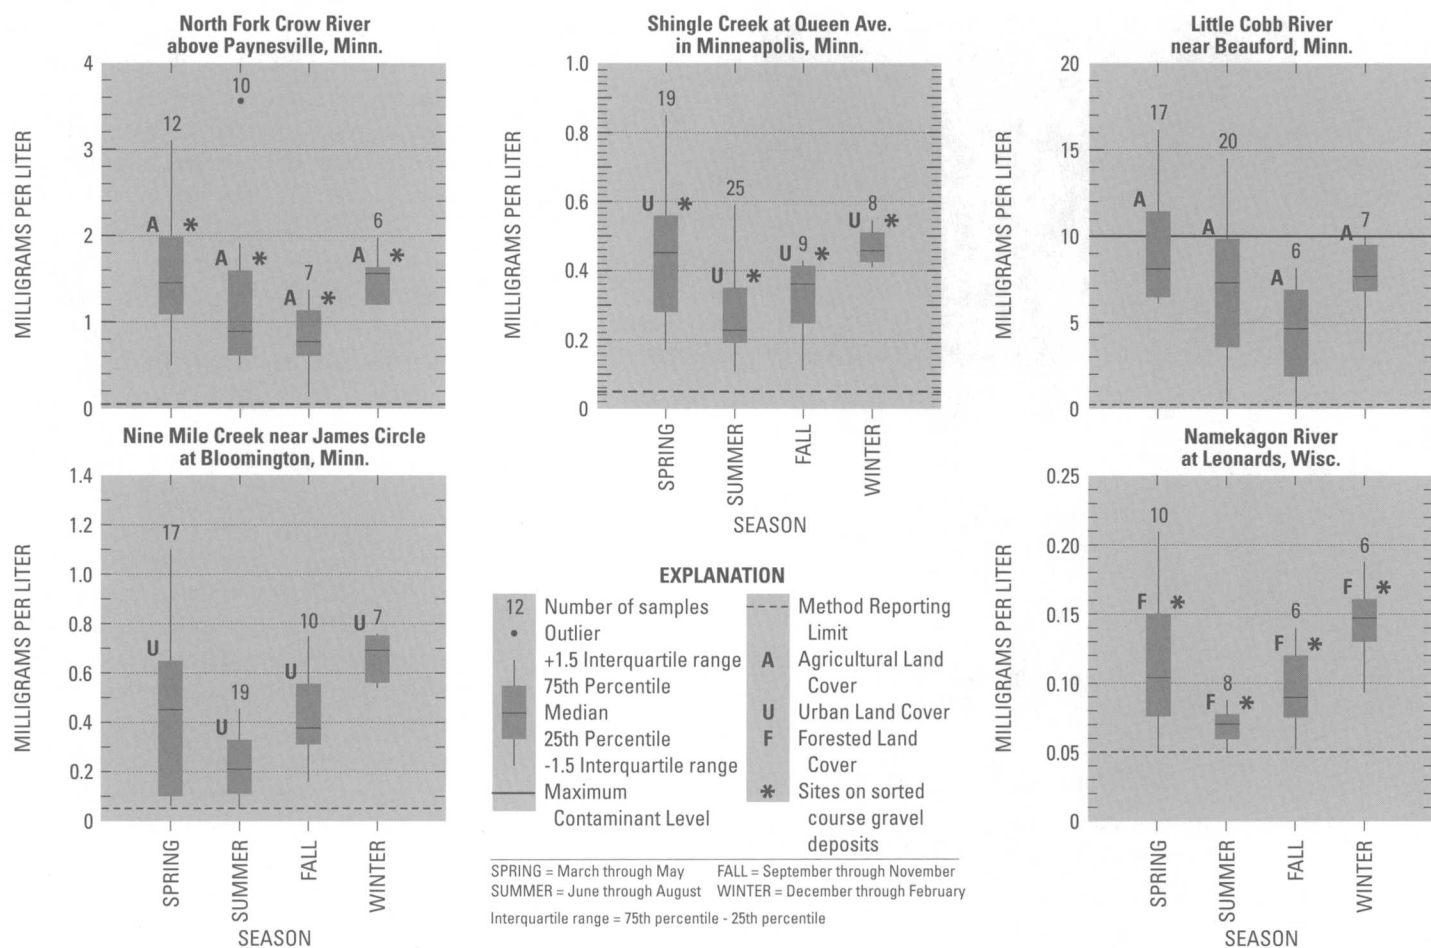 North Fork Crow River
above Paynesville, Minn.
MILLIGRAMS PER LITER
4
3
2
1
0
12
10
7
6
A *
A *
A *
A *
Shingle Creek at Queen Ave.
in Minneapolis, Minn.
MILLIGRAMS PER LITER
1.0
0.8
0.6
0.4
0.2
0
19
25
9
8
U *
U *
U *
U *
SPRING
SUMMER
FALL
WINTER
SEASON
Little Cobb River
near Beauford, Minn.
MILLIGRAMS PER LITER
20
15
10
5
0
17
20
6
7
A
A
A
A
Nine Mile Creek near James Circle
at Bloomington, Minn.
MILLIGRAMS PER LITER
1.4
1.2
1.0
0.8
0.6
0.4
0.2
0
17
19
10
7
U
U
U
U
SPRING
SUMMER
FALL
WINTER
SEASON
EXPLANATION
12 Number of samples
• Outlier
+1.5 Interquartile range
75th Percentile
Median
25th Percentile
-1.5 Interquartile range
Maximum
Contaminant Level
Method Reporting
Limit
A Agricultural Land
Cover
U Urban Land Cover
F Forested Land
Cover
* Sites on sorted
course gravel
deposits
SPRING = March through May FALL = September through November
SUMMER = June through August WINTER = December through February
Interquartile range = 75th percentile - 25th percentile
Namekagon River
at Leonards, Wisc.
MILLIGRAMS PER LITER
0.25
0.20
0.15
0.10
0.05
0
10
8
6
6
F *
F *
F *
F *
SPRING
SUMMER
FALL
WINTER
SEASON